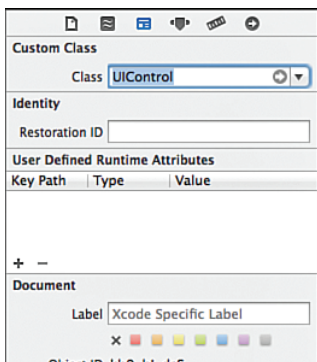 Custom Class
Class UIControl
Identity
Restoration ID
User Defined Runtime Attributes
Key Path Type Value
+ −
Document
Label Xcode Specific Label
X